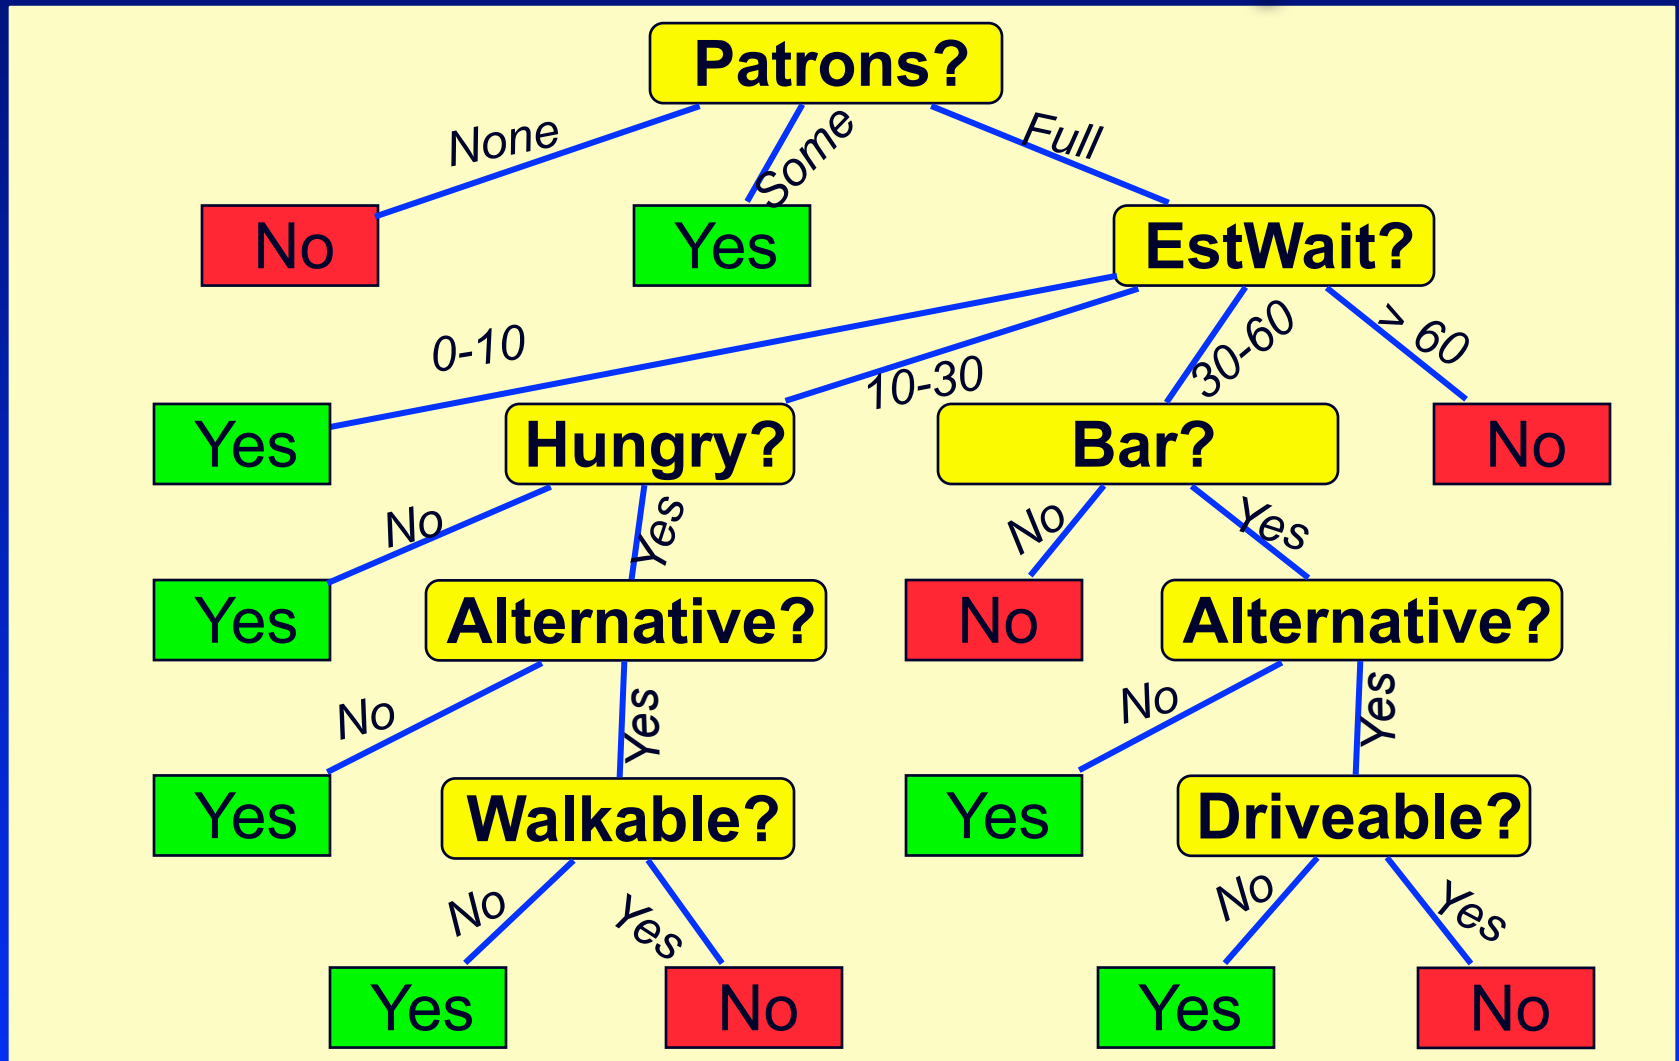 Patrons?
None
Some
Full
No
Yes
EstWait?
0-10
10-30
30-60
> 60
Yes
Hungry?
Bar?
No
No
Yes
No
Yes
Yes
Alternative?
No
Alternative?
No
Yes
No
Yes
Yes
Walkable?
Yes
Driveable?
No
Yes
No
Yes
Yes
No
Yes
No